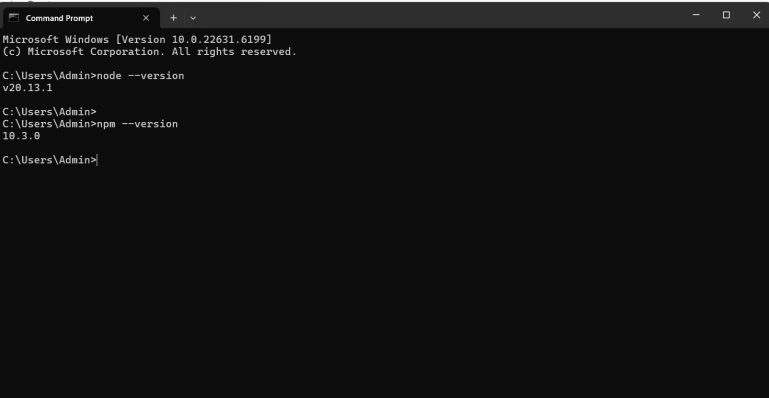 Command Prompt
Microsoft Windows [Version 10.0.22631.6199]
(c) Microsoft Corporation. All rights reserved.
C:\Users\Admin>node --version
v20.13.1
C:\Users\Admin>
C:\Users\Admin>npm --version
10.3.0
C:\Users\Admin>